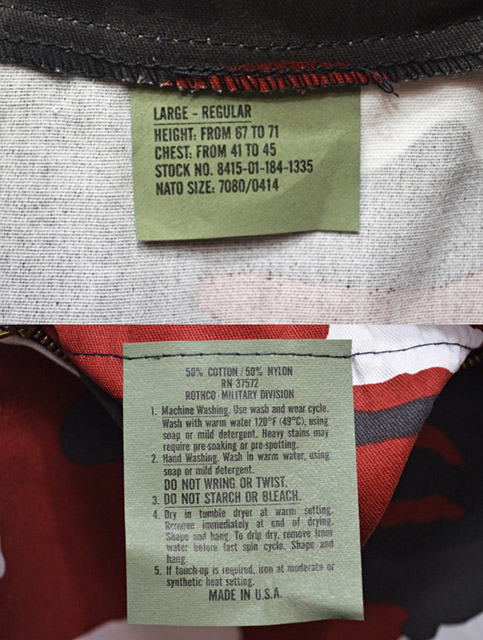 LARGE - REGULAR
HEIGHT: FROM 67 TO 71
CHEST: FROM 41 TO 45
STOCK NO. 8415-01-184-1335
NATO SIZE: 7080/0414
50% COTTON / 50% NYLON
RN 37572
ROTHCO - MILITARY DIVISION
1. Machine Washing. Use wash and wear cycle.
Wash with warm water 120°F (49°C), using
soap or mild detergent. Heavy stains may
require pre-soaking or pre-spotting.
2. Hand Washing. Wash in warm water, using
soap or mild detergent.
DO NOT WRING OR TWIST.
3. DO NOT STARCH OR BLEACH.
4. Dry in tumble dryer at warm setting.
Remove immediately at end of drying.
Shape and hang. To drip dry, remove from
water before fast spin cycle. Shape and
hang.
5. If touch-up is required, iron at moderate or
synthetic heat setting.
MADE IN U.S.A.